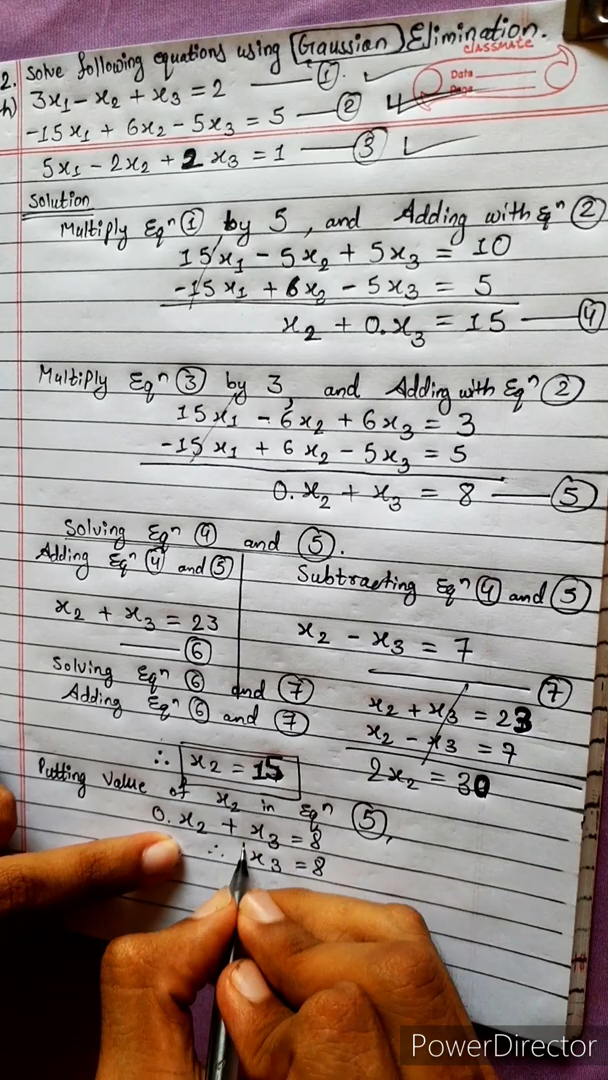 2. Solve following equations using (Gaussian) Elimination.
classmate
Date
Page
h) 3x₁ - x₂ + x₃ = 2 — ①
-15x₁ + 6x₂ - 5x₃ = 5 — ②
5x₁ - 2x₂ + 2x₃ = 1 — ③
Solution
Multiply Eqⁿ ① by 5, and Adding with Eqⁿ ②
15x₁ - 5x₂ + 5x₃ = 10
-15x₁ + 6x₂ - 5x₃ = 5
x₂ + 0.x₃ = 15 — ④
Multiply Eqⁿ ③ by 3, and Adding with Eqⁿ ②
15x₁ - 6x₂ + 6x₃ = 3
-15x₁ + 6x₂ - 5x₃ = 5
0.x₂ + x₃ = 8 — ⑤
Solving Eqⁿ ④ and ⑤.
Adding Eqⁿ ④ and ⑤
x₂ + x₃ = 23
— ⑥
Subtracting Eqⁿ ④ and ⑤
x₂ - x₃ = 7
— ⑦
Solving Eqⁿ ⑥ and ⑦
Adding Eqⁿ ⑥ and ⑦
x₂ + x₃ = 23
x₂ - x₃ = 7
2x₂ = 30
∴ x₂ = 15
Putting value of x₂ in Eqⁿ ⑤,
0.x₂ + x₃ = 8
∴ x₃ = 8
PowerDirector